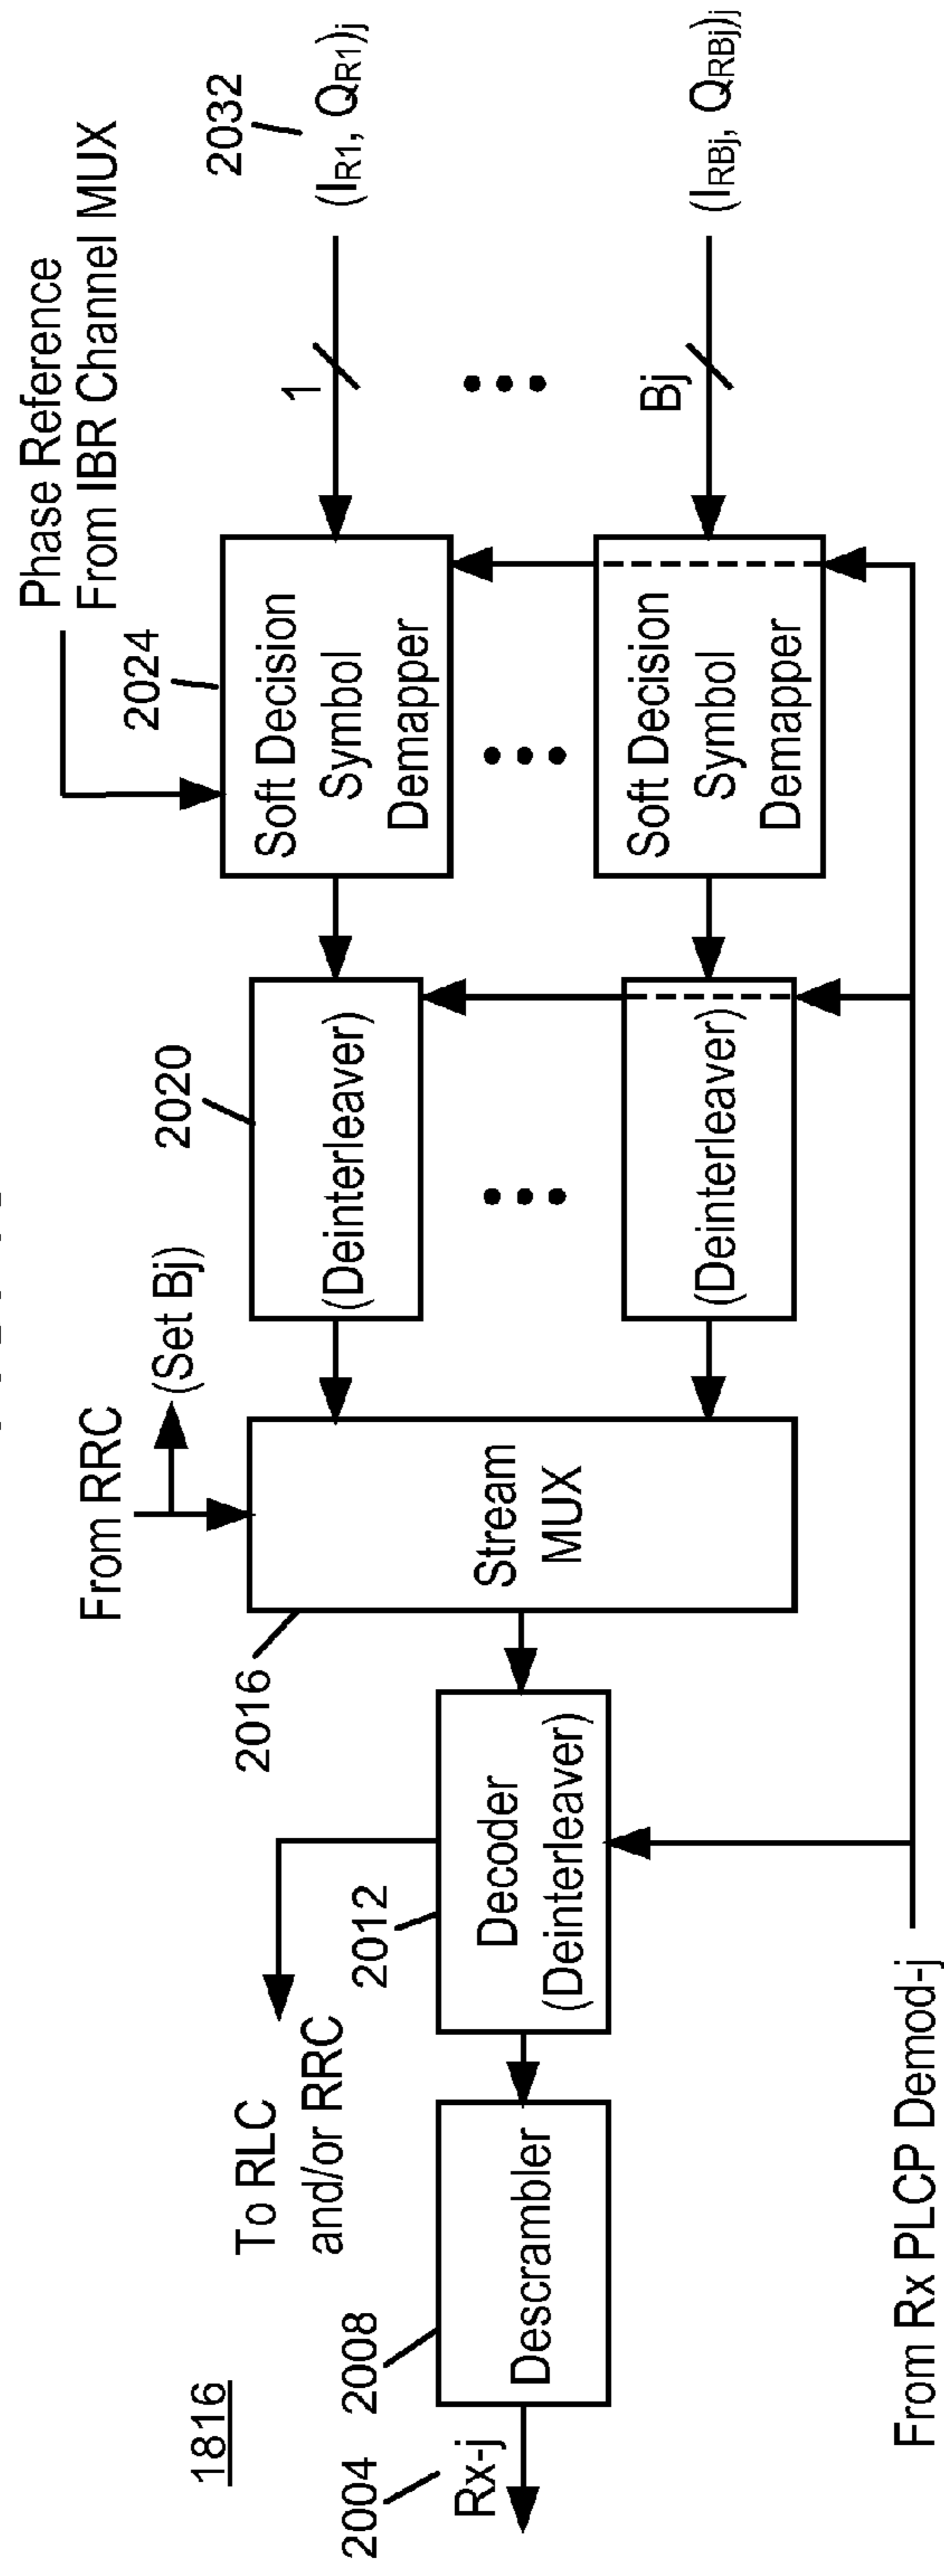 1816
2004
Rx-j
2008
Descrambler
To RLC
and/or RRC
2012
Decoder
(Deinterleaver)
2016
From RRC
(Set Bj)
Stream
MUX
2020
(Deinterleaver)
(Deinterleaver)
2024
Phase Reference
From IBR Channel MUX
Soft Decision
Symbol
Demapper
Soft Decision
Symbol
Demapper
1
Bj
2032
(IR1, QR1)j
(IRBj, QRBj)j
From Rx PLCP Demod-j